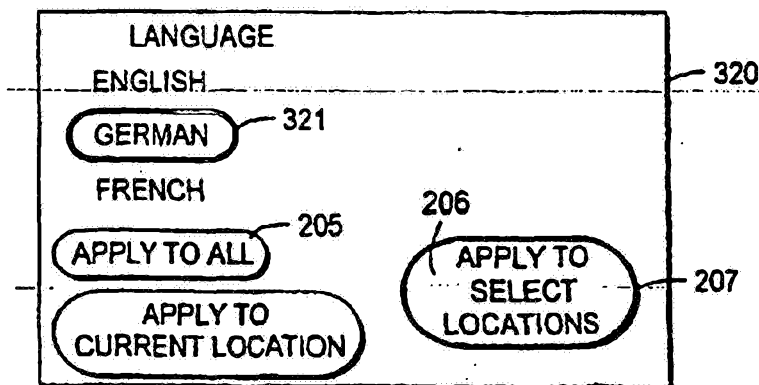 LANGUAGE
ENGLISH
320
GERMAN
321
FRENCH
205
206
APPLY TO ALL
APPLY TO
SELECT
LOCATIONS
207
APPLY TO
CURRENT LOCATION